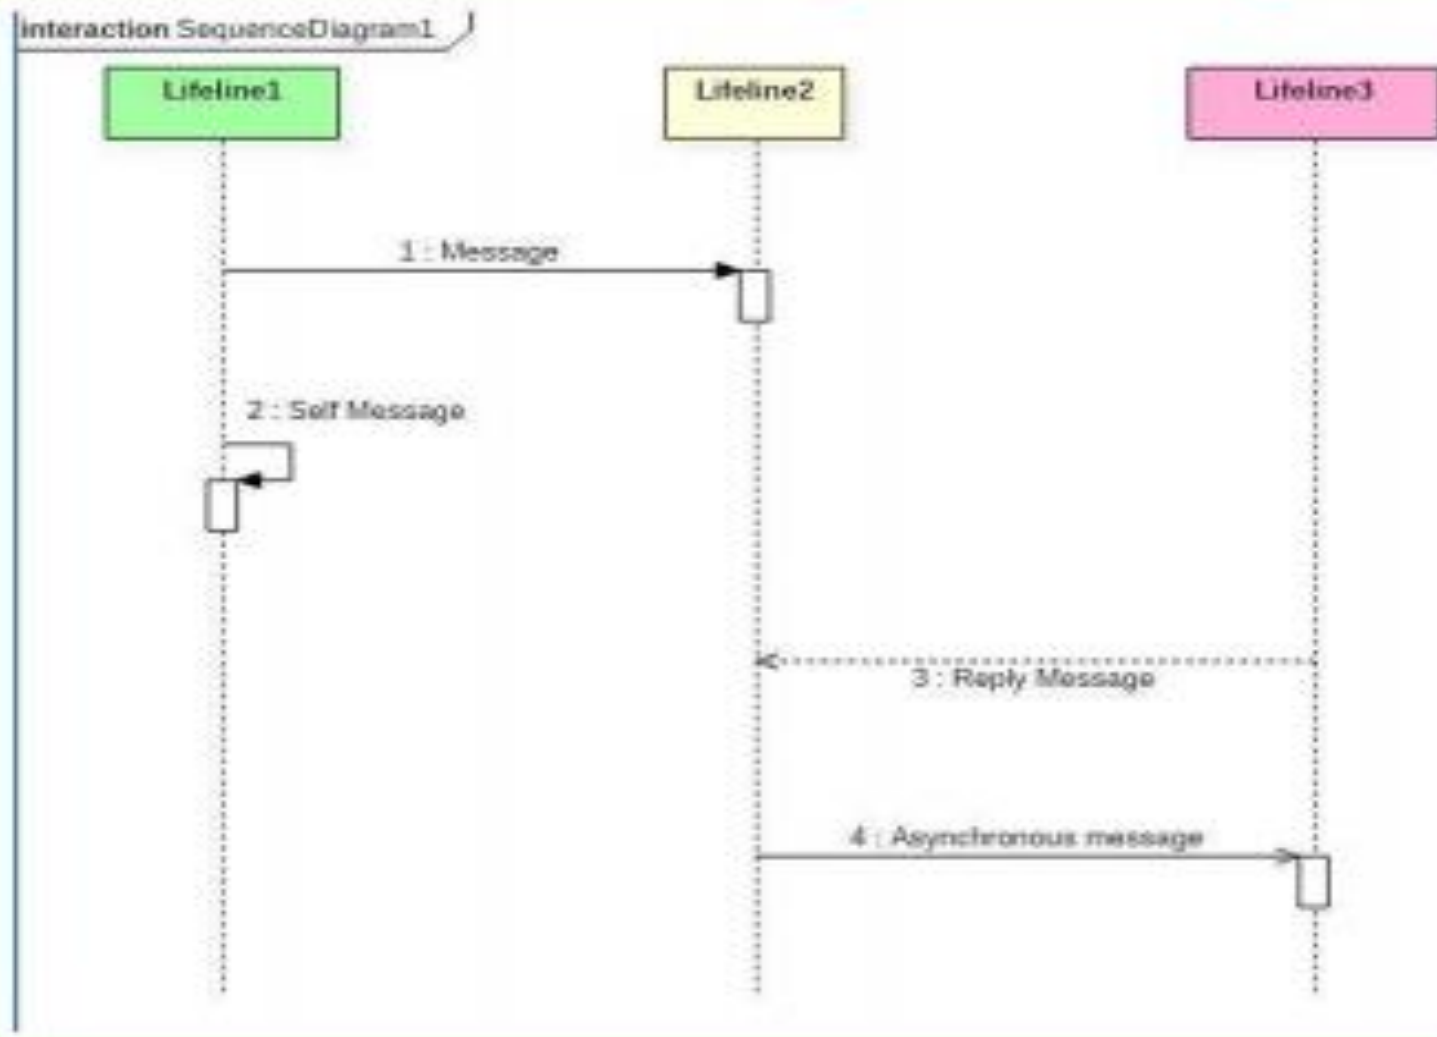 interaction SequenceDiagram1
Lifeline1
Lifeline2
Lifeline3
1 : Message
2 : Self Message
3 : Reply Message
4 : Asynchronous message